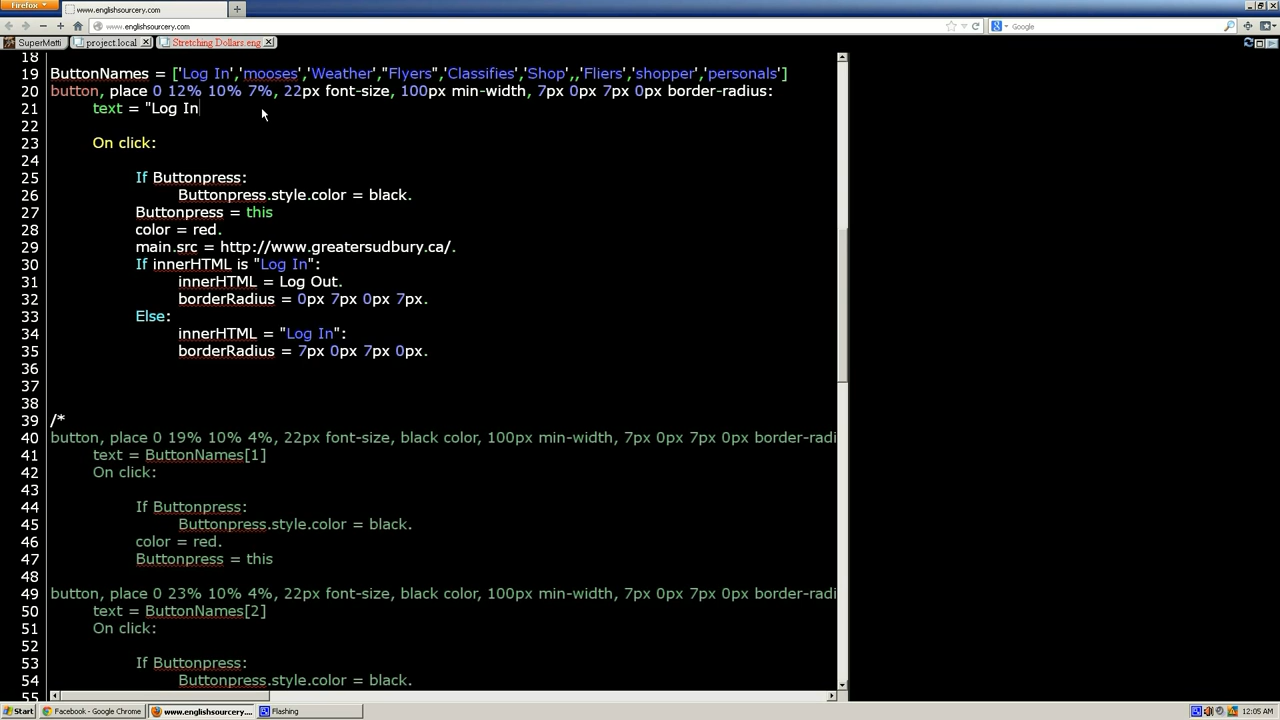 Firefox
www.englishsourcery.com/
www.englishsourcery.com
Google
SuperMatti
project.local
Stretching Dollars.eng
18
19 ButtonNames = ['Log In','mooses','Weather',"Flyers",'Classifies','Shop',,'Fliers','shopper','personals']
20 button, place 0 12% 10% 7%, 22px font-size, 100px min-width, 7px 0px 7px 0px border-radius:
21 text = "Log In
22
23 On click:
24
25 If Buttonpress:
26 Buttonpress.style.color = black.
27 Buttonpress = this
28 color = red.
29 main.src = http://www.greatersudbury.ca/.
30 If innerHTML is "Log In":
31 innerHTML = Log Out.
32 borderRadius = 0px 7px 0px 7px.
33 Else:
34 innerHTML = "Log In":
35 borderRadius = 7px 0px 7px 0px.
36
37
38
39 /*
40 button, place 0 19% 10% 4%, 22px font-size, black color, 100px min-width, 7px 0px 7px 0px border-radi
41 text = ButtonNames[1]
42 On click:
43
44 If Buttonpress:
45 Buttonpress.style.color = black.
46 color = red.
47 Buttonpress = this
48
49 button, place 0 23% 10% 4%, 22px font-size, black color, 100px min-width, 7px 0px 7px 0px border-radi
50 text = ButtonNames[2]
51 On click:
52
53 If Buttonpress:
54 Buttonpress.style.color = black.
55
Start
Facebook - Google Chrome
www.englishsourcery....
Flashing
12:05 AM